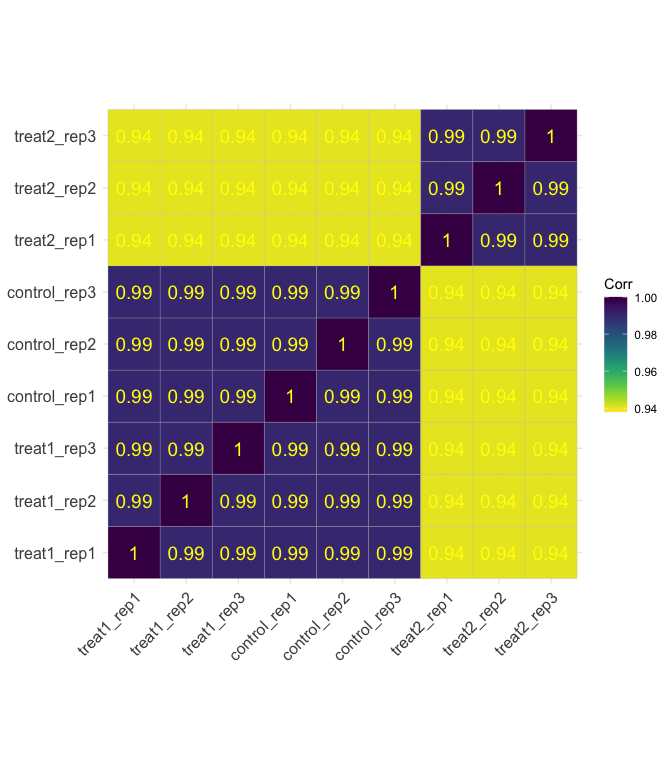 treat2_rep3 0.94 0.94 0.94 0.94 0.94 0.94 0.99 0.99 1
treat2_rep2 0.94 0.94 0.94 0.94 0.94 0.94 0.99 1 0.99
treat2_rep1 0.94 0.94 0.94 0.94 0.94 0.94 1 0.99 0.99
control_rep3 0.99 0.99 0.99 0.99 0.99 1 0.94 0.94 0.94
control_rep2 0.99 0.99 0.99 0.99 1 0.99 0.94 0.94 0.94
control_rep1 0.99 0.99 0.99 1 0.99 0.99 0.94 0.94 0.94
treat1_rep3 0.99 0.99 1 0.99 0.99 0.99 0.94 0.94 0.94
treat1_rep2 0.99 1 0.99 0.99 0.99 0.99 0.94 0.94 0.94
treat1_rep1 1 0.99 0.99 0.99 0.99 0.99 0.94 0.94 0.94
treat1_rep1 treat1_rep2 treat1_rep3 control_rep1 control_rep2 control_rep3 treat2_rep1 treat2_rep2 treat2_rep3
Corr
1.00
0.98
0.96
0.94